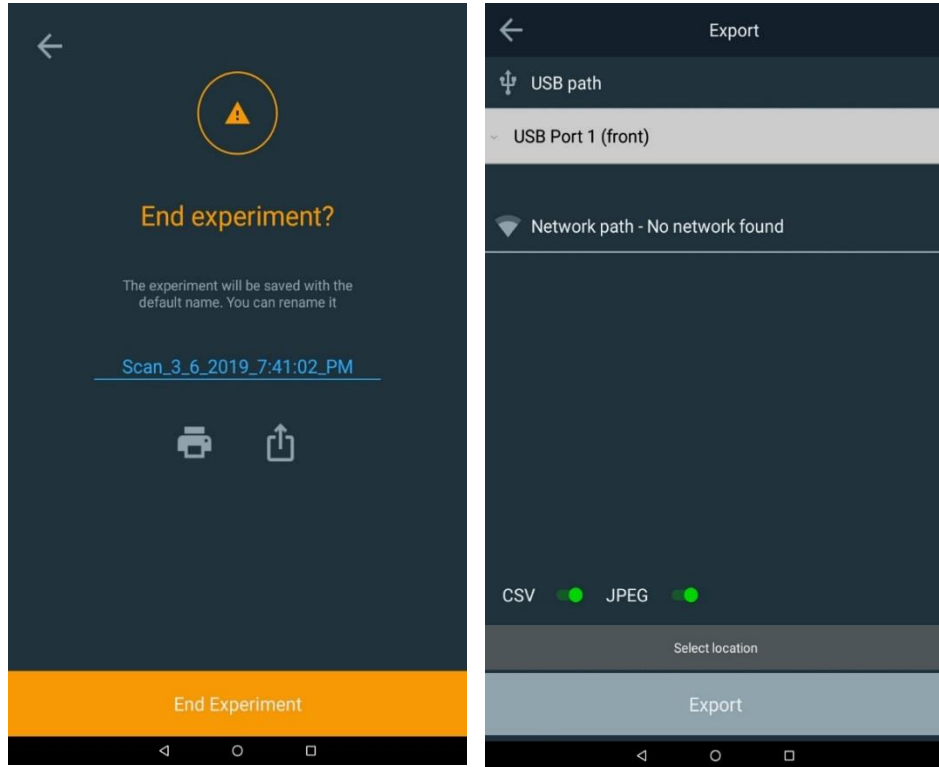 End experiment?
The experiment will be saved with the
default name. You can rename it
Scan_3_6_2019_7:41:02_PM
End Experiment
Export
USB path
USB Port 1 (front)
Network path - No network found
CSV JPEG
Select location
Export